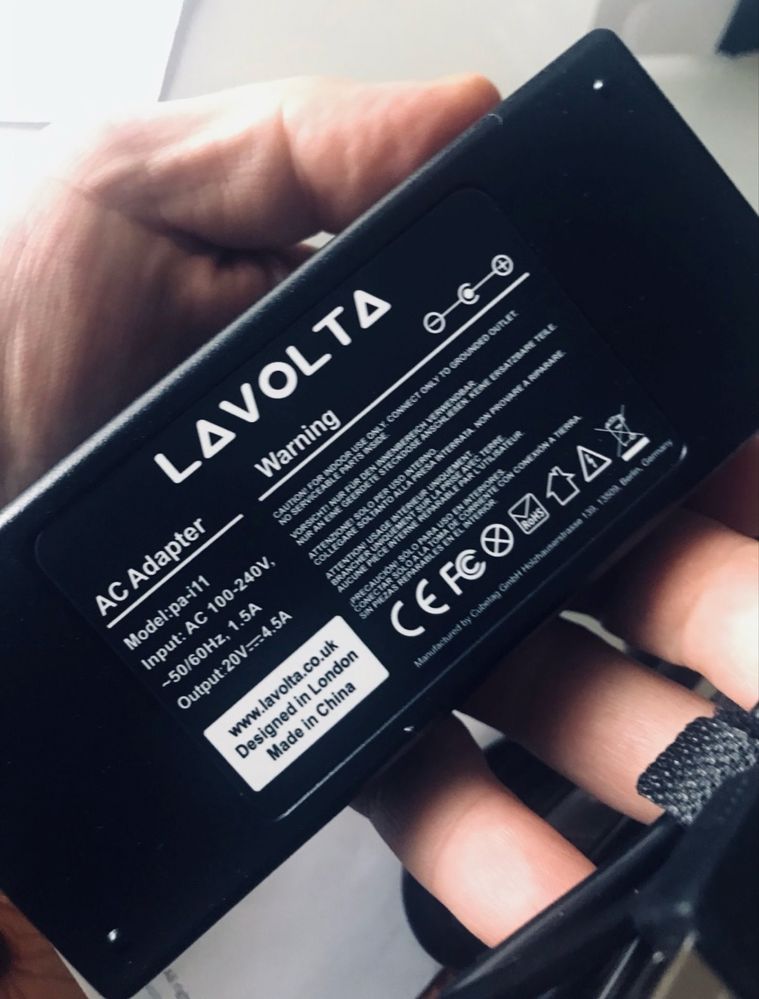 LAVOLTA
AC Adapter
Model:pa-i11
Input: AC 100-240V,
~50/60Hz, 1.5A
Output:20V⎓4.5A
www.lavolta.co.uk
Designed in London
Made in China
Warning
CAUTION! FOR INDOOR USE ONLY. CONNECT ONLY TO GROUNDED OUTLET.
NO SERVICEABLE PARTS INSIDE.
VORSICHT! NUR FÜR DEN INNENBEREICH VERWENDBAR.
NUR AN EINE GEERDETE STECKDOSE ANSCHLIEßEN. KEINE ERSATZBARE TEILE.
ATTENZIONE! SOLO PER USO INTERNO.
COLLEGARE SOLTANTO ALLA PRESA INTERRATA. NON PROVARE A RIPARARE.
ATTENTION! USAGE INTERIEUR UNIQUEMENT.
BRANCHER UNIQUEMENT SUR LA PRISE AVEC TERRE.
AUCUNE PIECE INTERNE REPARABLE PAR L'UTILISATEUR.
¡PRECAUCIÓN: SOLO PARA USO EN INTERIORES.
CONECTAR SOLO A LA TOMA DE CORRIENTE CON CONEXIÓN A TIERRA.
SIN PIEZAS REPARABLES EN EL INTERIOR.
CE FC RoHS
Manufactured by Cubetag GmbH Holzhauserstrasse 139, 13509, Berlin, Germany